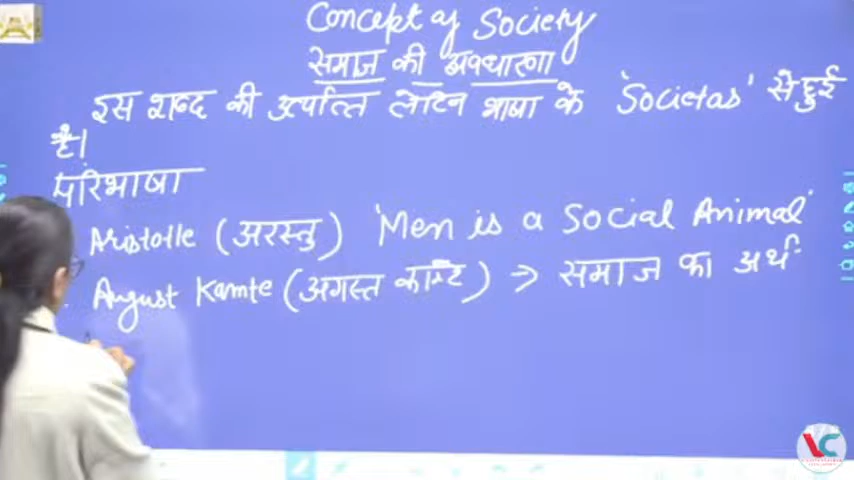 Concept of Society
समाज की अवधारणा
इस शब्द की उत्पत्ति लेटिन भाषा के 'Societas' से हुई
है।
परिभाषा
Aristotle (अरस्तु) 'Men is a Social Animal'
August Kamte (अगस्त काम्टे) ⇒ समाज का अर्थ
VC